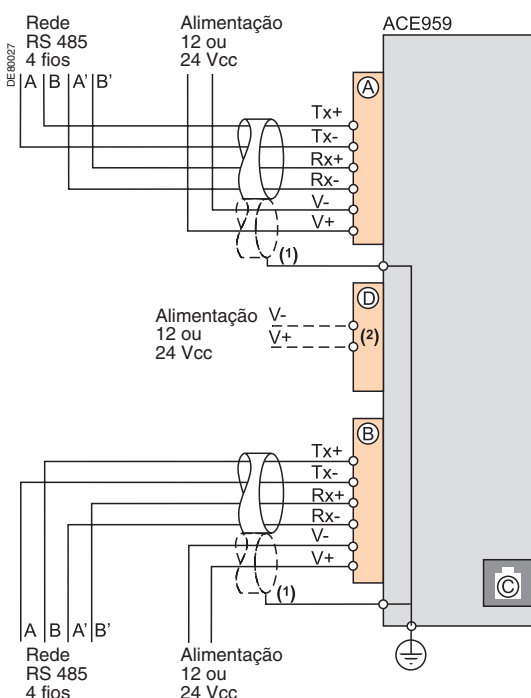 Rede
RS 485
4 fios
Alimentação
12 ou
24 Vcc
ACE959
DE80027
A B A' B'
A
Tx+
Tx-
Rx+
Rx-
V-
V+
(1)
D
Alimentação
12 ou
24 Vcc
V-
V+
(2)
B
Tx+
Tx-
Rx+
Rx-
V-
V+
(1)
C
A B A' B'
Rede
RS 485
4 fios
Alimentação
12 ou
24 Vcc